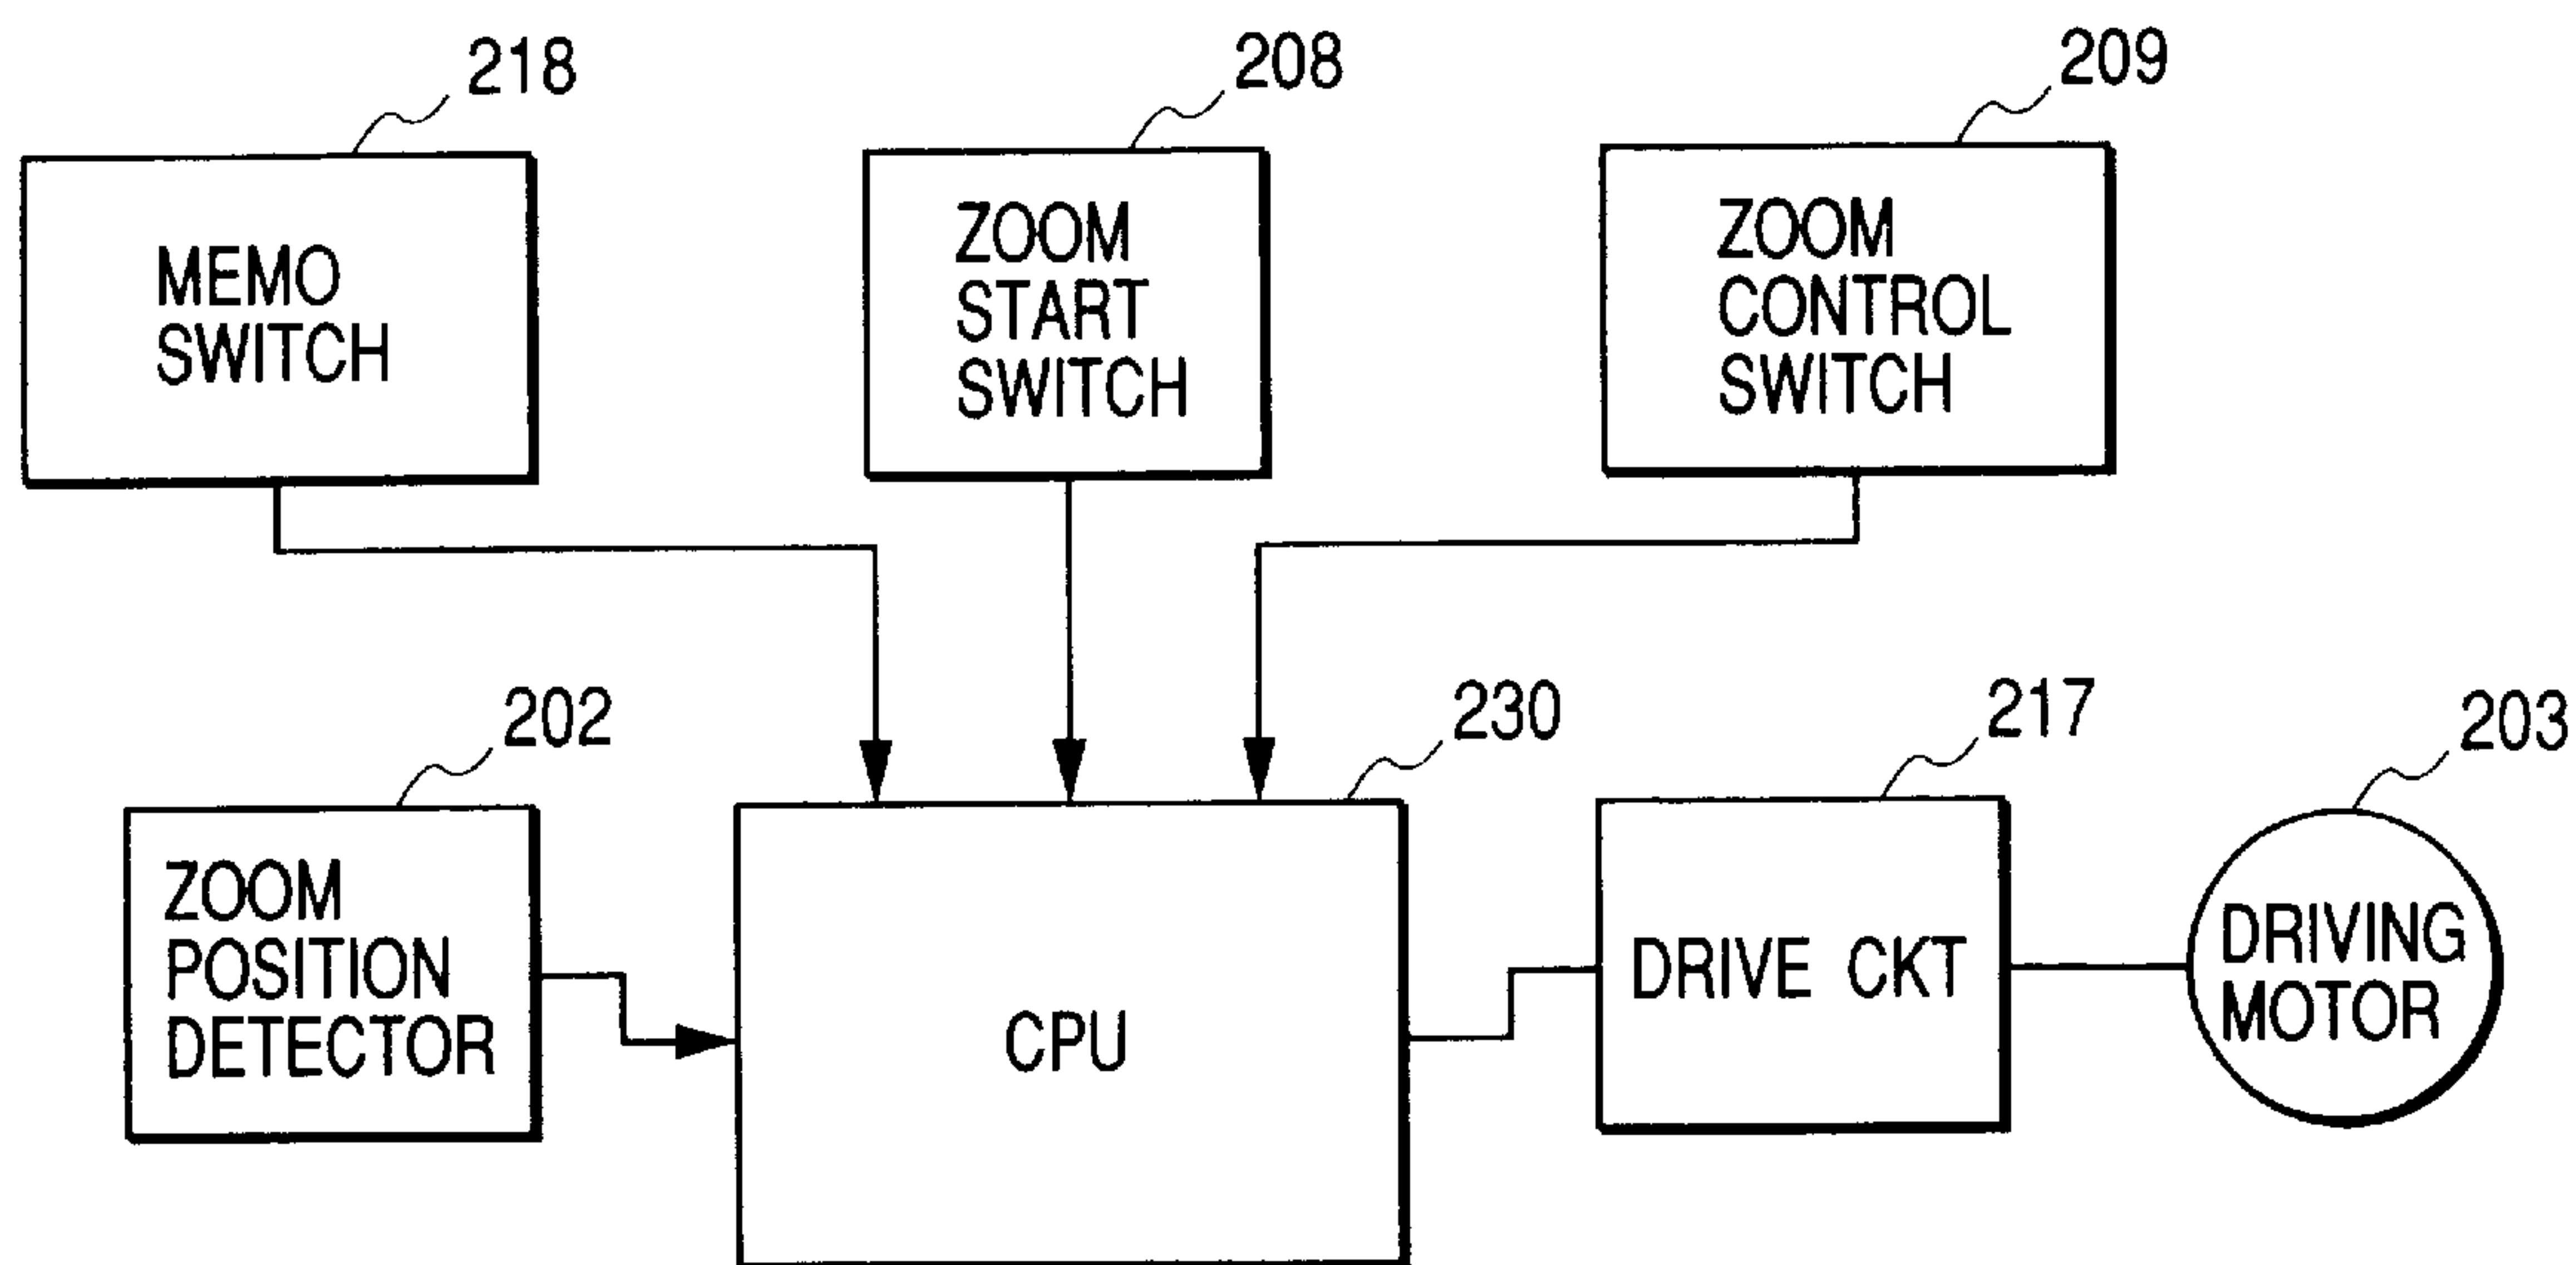 218
208
209
MEMO
SWITCH
ZOOM
START
SWITCH
ZOOM
CONTROL
SWITCH
202
230
217
203
ZOOM
POSITION
DETECTOR
CPU
DRIVE CKT
DRIVING
MOTOR